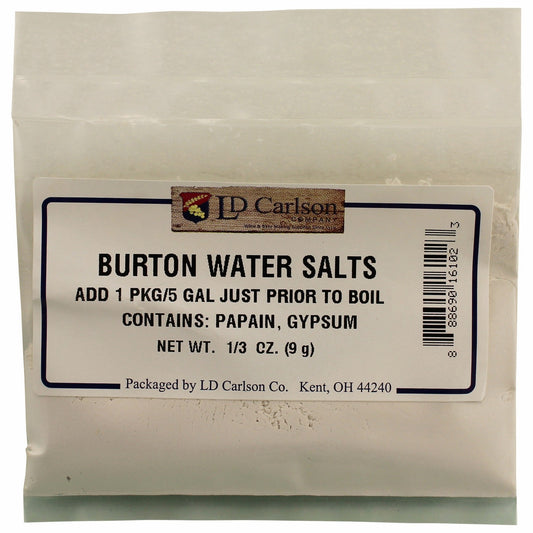 LD Carlson
COMPANY
BURTON WATER SALTS
ADD 1 PKG/5 GAL JUST PRIOR TO BOIL
CONTAINS: PAPAIN, GYPSUM
NET WT. 1/3 OZ. (9 g)
Packaged by LD Carlson Co. Kent, OH 44240
8 88690 16102 3